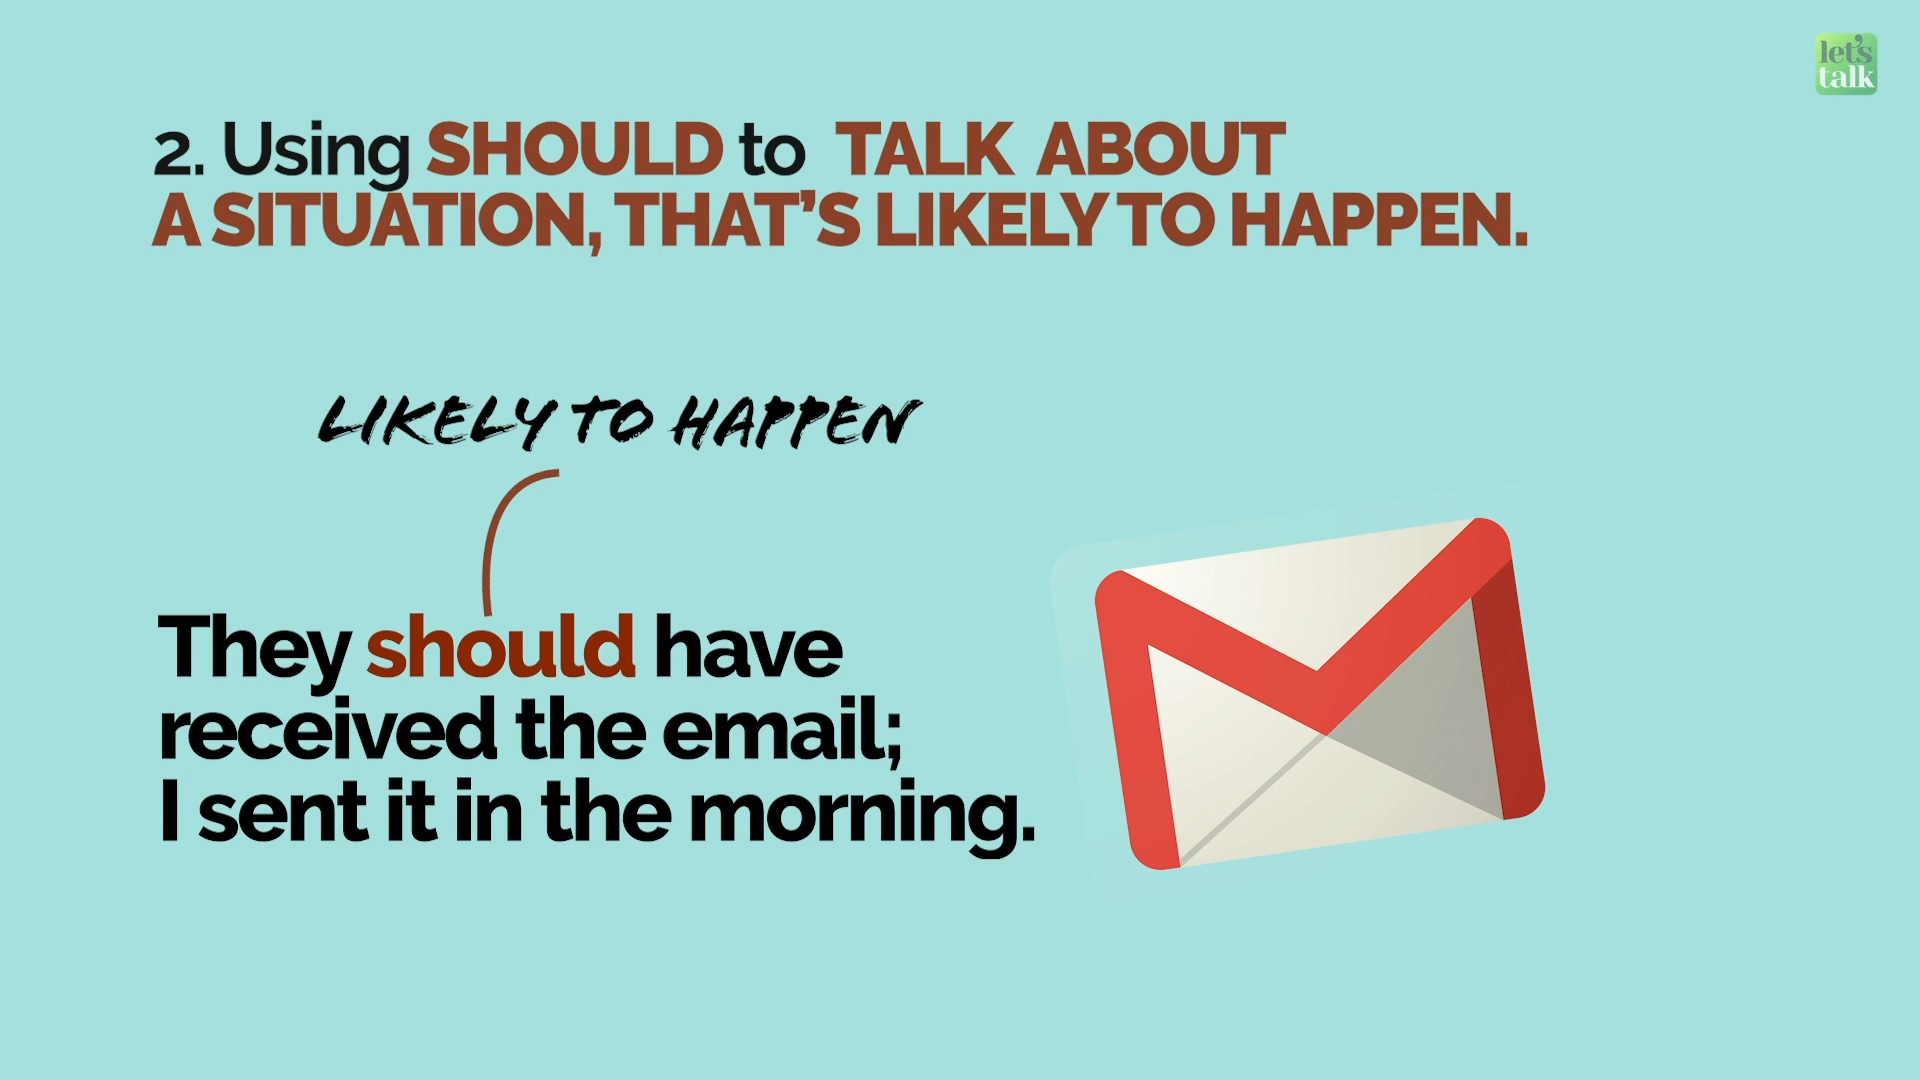 let's
talk
2. Using SHOULD to TALK ABOUT
A SITUATION, THAT'S LIKELY TO HAPPEN.
LIKELY TO HAPPEN
They should have
received the email;
I sent it in the morning.